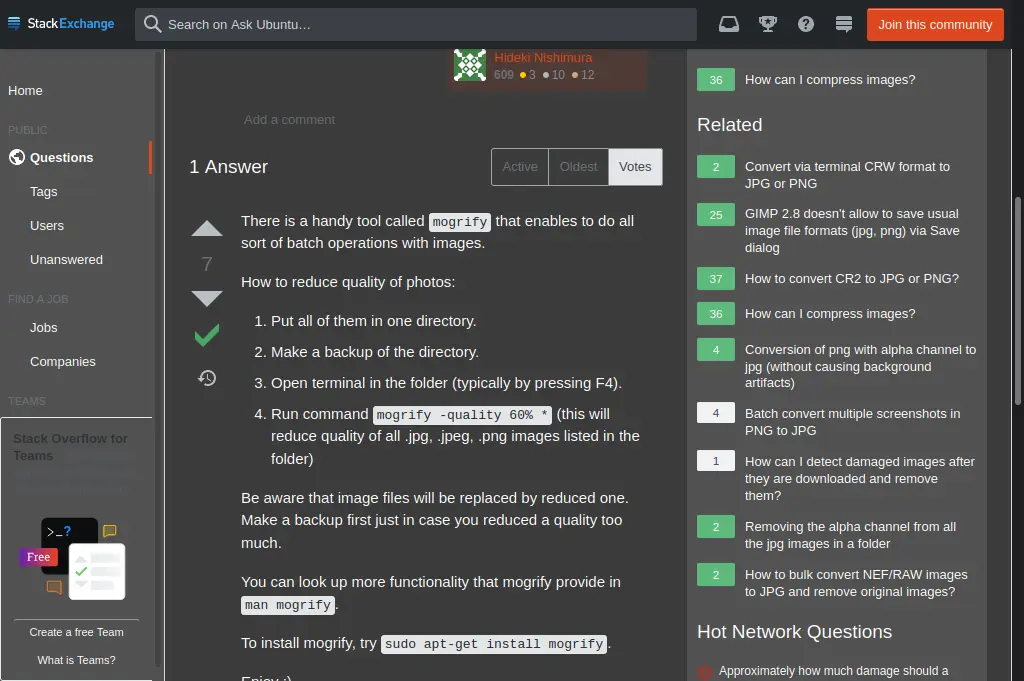 StackExchange
Search on Ask Ubuntu…
Join this community
Home
PUBLIC
Questions
Tags
Users
Unanswered
FIND A JOB
Jobs
Companies
TEAMS
Stack Overflow for
Teams
>_?
Free
Create a free Team
What is Teams?
Hideki Nishimura
609 3 10 12
Add a comment
1 Answer
Active Oldest Votes
7
There is a handy tool called mogrify that enables to do all
sort of batch operations with images.
How to reduce quality of photos:
1. Put all of them in one directory.
2. Make a backup of the directory.
3. Open terminal in the folder (typically by pressing F4).
4. Run command mogrify -quality 60% * (this will
reduce quality of all .jpg, .jpeg, .png images listed in the
folder)
Be aware that image files will be replaced by reduced one.
Make a backup first just in case you reduced a quality too
much.
You can look up more functionality that mogrify provide in
man mogrify.
To install mogrify, try sudo apt-get install mogrify.
Enjoy :)
36 How can I compress images?
Related
2 Convert via terminal CRW format to
JPG or PNG
25 GIMP 2.8 doesn't allow to save usual
image file formats (jpg, png) via Save
dialog
37 How to convert CR2 to JPG or PNG?
36 How can I compress images?
4 Conversion of png with alpha channel to
jpg (without causing background
artifacts)
4 Batch convert multiple screenshots in
PNG to JPG
1 How can I detect damaged images after
they are downloaded and remove
them?
2 Removing the alpha channel from all
the jpg images in a folder
2 How to bulk convert NEF/RAW images
to JPG and remove original images?
Hot Network Questions
Approximately how much damage should a